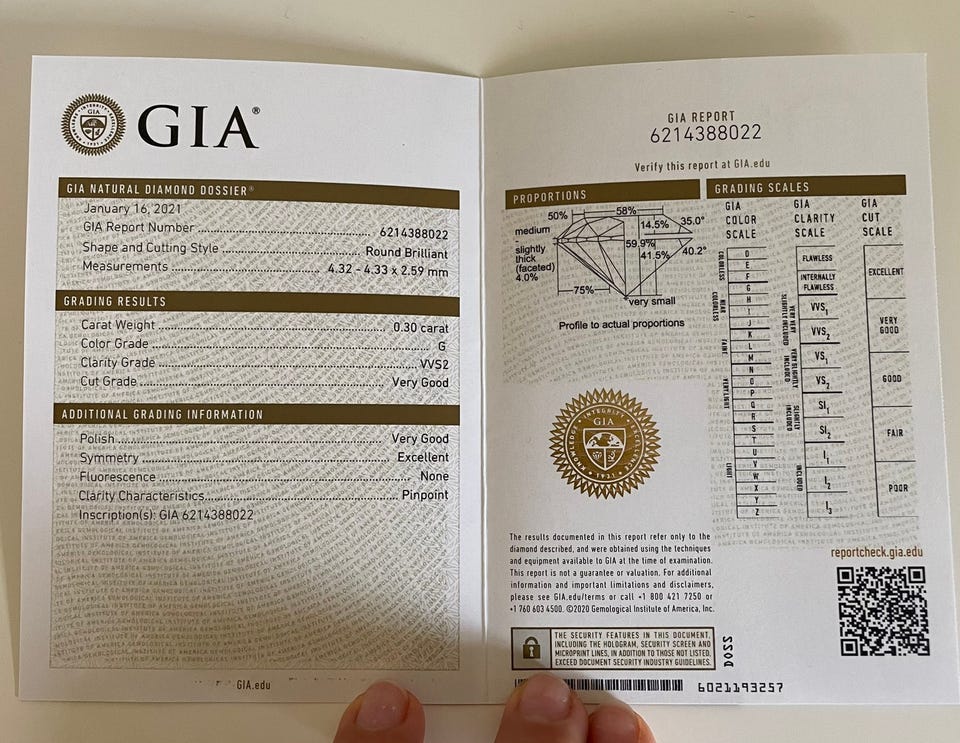 GIA®
GIA NATURAL DIAMOND DOSSIER®
January 16, 2021
GIA Report Number 6214388022
Shape and Cutting Style Round Brilliant
Measurements 4.32 - 4.33 x 2.59 mm
GRADING RESULTS
Carat Weight 0.30 carat
Color Grade G
Clarity Grade VVS2
Cut Grade Very Good
ADDITIONAL GRADING INFORMATION
Polish Very Good
Symmetry Excellent
Fluorescence None
Clarity Characteristics Pinpoint
Inscription(s): GIA 6214388022
GIA.edu
GIA REPORT
6214388022
Verify this report at GIA.edu
PROPORTIONS
50%
58%
14.5%
35.0°
medium
-
slightly
thick
(faceted)
4.0%
59.9%
41.5%
40.2°
75%
very small
Profile to actual proportions
GRADING SCALES
GIA
COLOR
SCALE
COLORLESS
D
E
F
NEAR COLORLESS
G
H
I
J
FAINT
K
L
M
VERY LIGHT
N
O
P
Q
R
LIGHT
S
T
U
V
W
X
Y
Z
GIA
CLARITY
SCALE
FLAWLESS
INTERNALLY
FLAWLESS
VERY VERY
SLIGHTLY INCLUDED
VVS₁
VVS₂
VERY SLIGHTLY
INCLUDED
VS₁
VS₂
SLIGHTLY
INCLUDED
SI₁
SI₂
INCLUDED
I₁
I₂
I₃
GIA
CUT
SCALE
EXCELLENT
VERY
GOOD
GOOD
FAIR
POOR
KNOWLEDGE INTEGRITY EXCELLENCE
GIA
1931
The results documented in this report refer only to the
diamond described, and were obtained using the techniques
and equipment available to GIA at the time of examination.
This report is not a guarantee or valuation. For additional
information and important limitations and disclaimers,
please see GIA.edu/terms or call +1 800 421 7250 or
+1 760 603 4500. ©2020 Gemological Institute of America, Inc.
THE SECURITY FEATURES IN THIS DOCUMENT,
INCLUDING THE HOLOGRAM, SECURITY SCREEN AND
MICROPRINT LINES, IN ADDITION TO THOSE NOT LISTED,
EXCEED DOCUMENT SECURITY INDUSTRY GUIDELINES.
6021193257
reportcheck.gia.edu